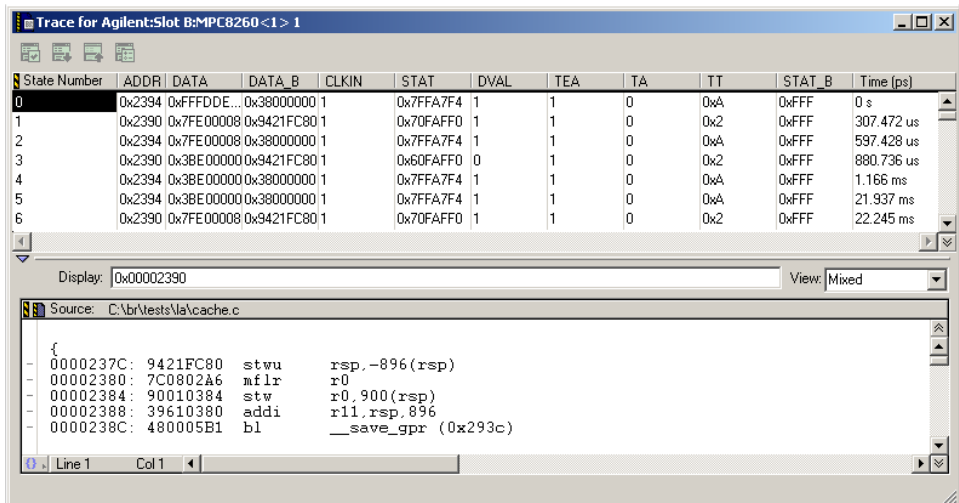 Trace for Agilent:Slot B:MPC8260<1> 1
State Number ADDR DATA DATA_B CLKIN STAT DVAL TEA TA TT STAT_B Time (ps)
0 0x2394 0xFFFDDE... 0x38000000 1 0x7FFA7F4 1 1 0 0xA 0xFFF 0 s
1 0x2390 0x7FE00008 0x9421FC80 1 0x70FAFF0 1 1 0 0x2 0xFFF 307.472 us
2 0x2394 0x7FE00008 0x38000000 1 0x7FFA7F4 1 1 0 0xA 0xFFF 597.428 us
3 0x2390 0x3BE00000 0x9421FC80 1 0x60FAFF0 0 1 0 0x2 0xFFF 880.736 us
4 0x2394 0x3BE00000 0x38000000 1 0x7FFA7F4 1 1 0 0xA 0xFFF 1.166 ms
5 0x2394 0x3BE00000 0x38000000 1 0x7FFA7F4 1 1 0 0xA 0xFFF 21.937 ms
6 0x2390 0x7FE00008 0x9421FC80 1 0x70FAFF0 1 1 0 0x2 0xFFF 22.245 ms
Display: 0x00002390 View: Mixed
Source: C:\br\tests\la\cache.c
{
0000237C: 9421FC80 stwu rsp,-896(rsp)
00002380: 7C0802A6 mflr r0
00002384: 90010384 stw r0,900(rsp)
00002388: 39610380 addi r11,rsp,896
0000238C: 480005B1 bl __save_gpr (0x293c)
Line 1 Col 1